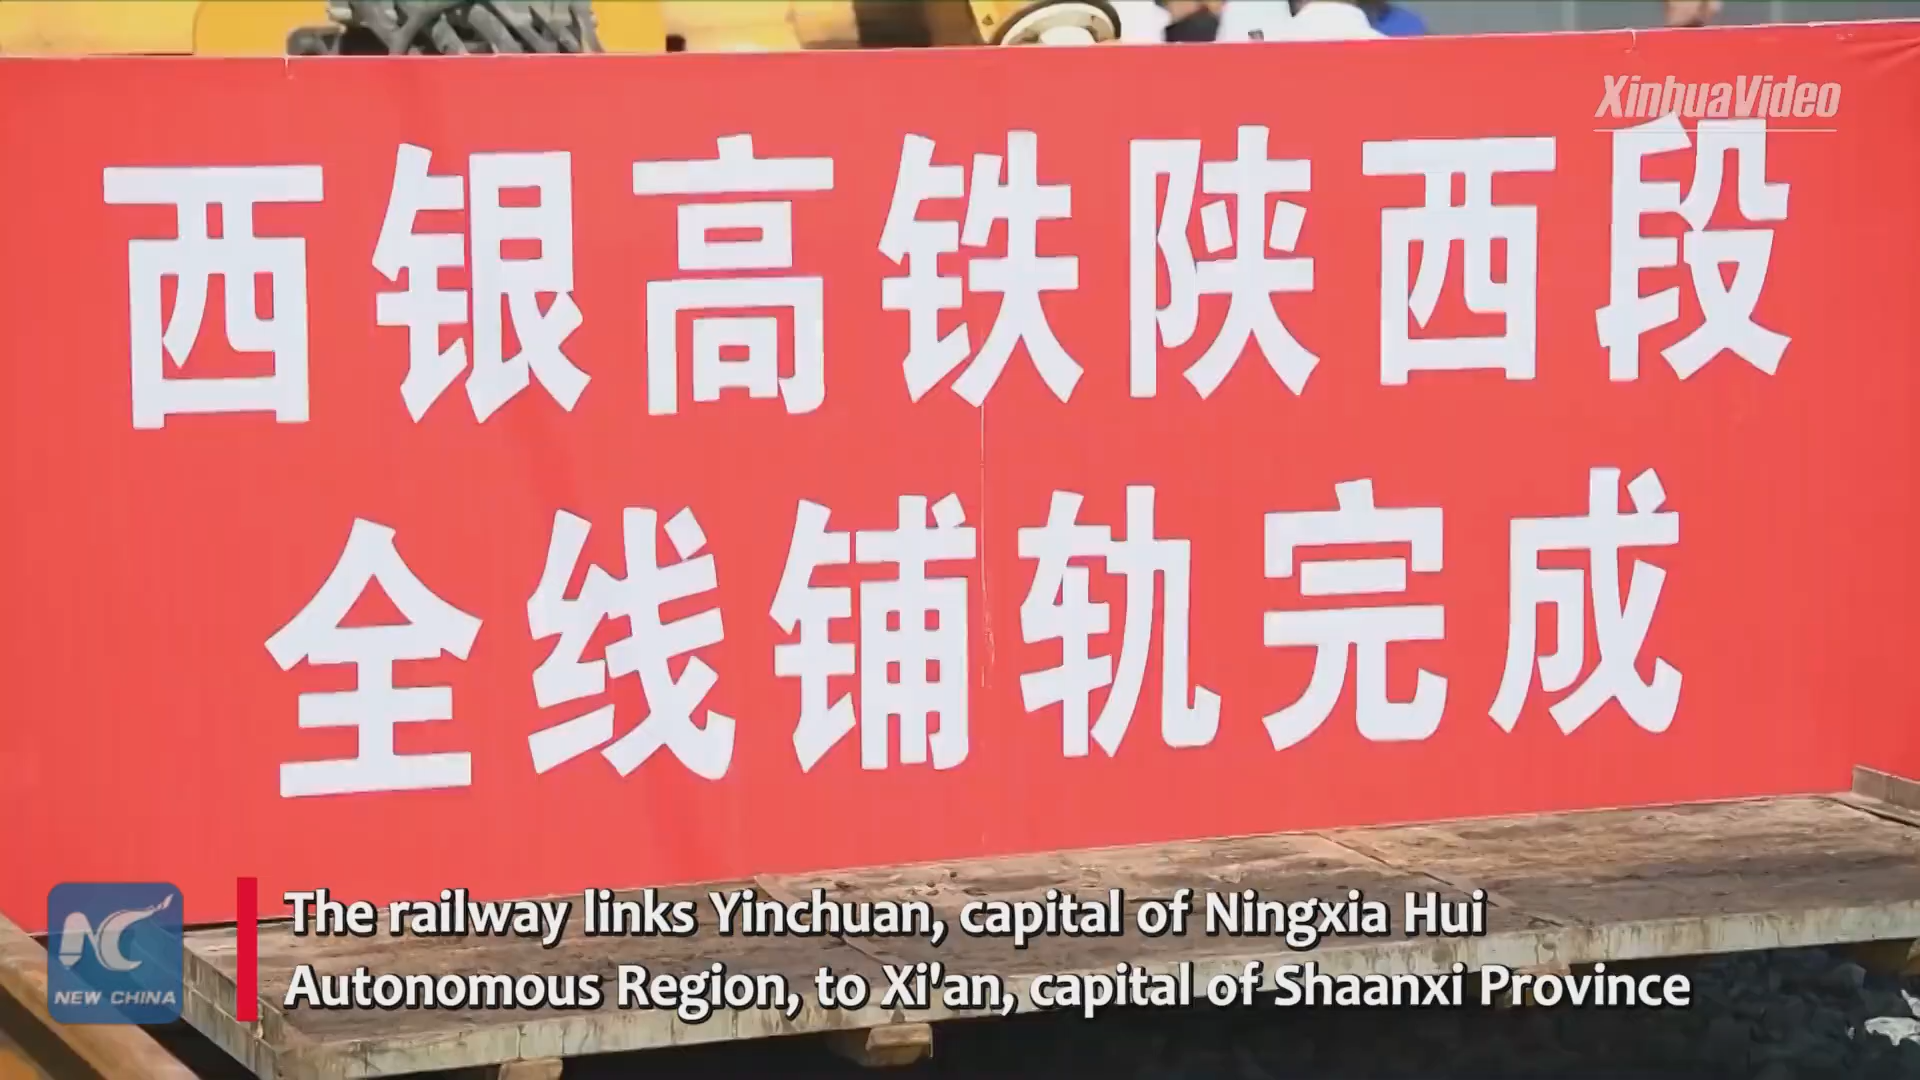 XinhuaVideo
西银高铁陕西段
全线铺轨完成
The railway links Yinchuan, capital of Ningxia Hui
Autonomous Region, to Xi'an, capital of Shaanxi Province
NC
NEW CHINA